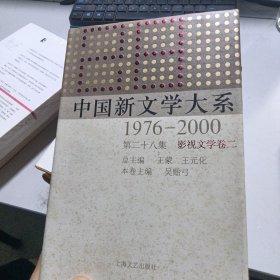 中国新文学大系
1976-2000
第二十八集 影视文学卷二
总主编 王蒙 王元化
本卷主编 吴贻弓
上海文艺出版社